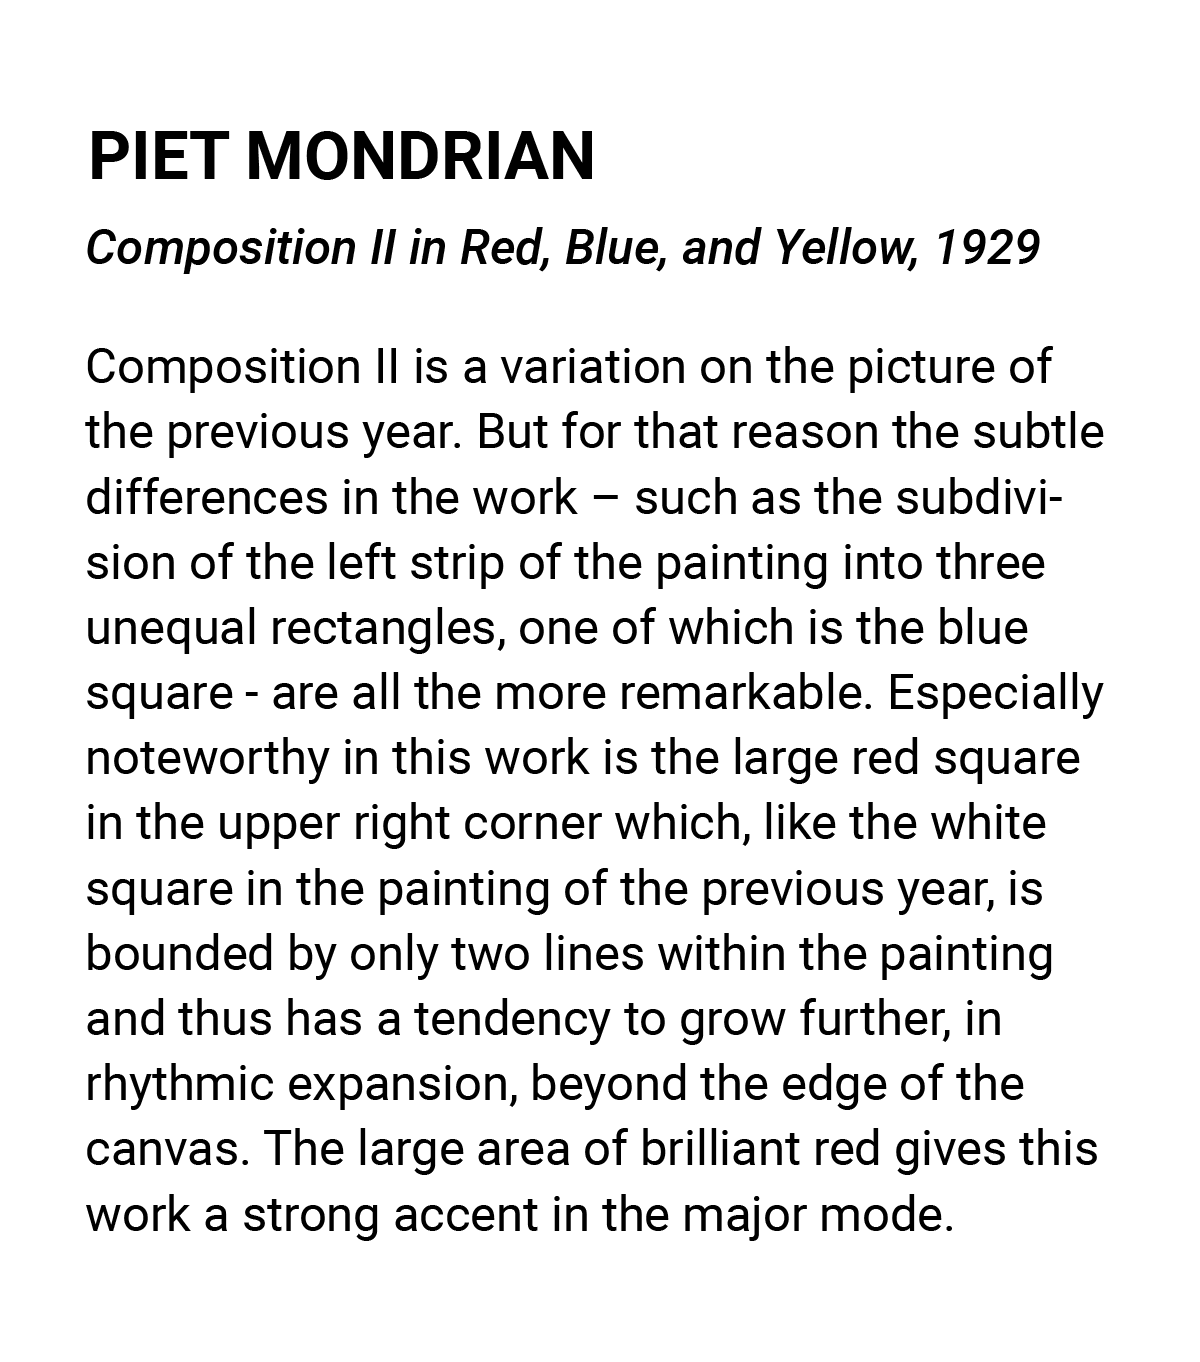 PIET MONDRIAN
Composition II in Red, Blue, and Yellow, 1929
Composition II is a variation on the picture of
the previous year. But for that reason the subtle
differences in the work – such as the subdivi-
sion of the left strip of the painting into three
unequal rectangles, one of which is the blue
square - are all the more remarkable. Especially
noteworthy in this work is the large red square
in the upper right corner which, like the white
square in the painting of the previous year, is
bounded by only two lines within the painting
and thus has a tendency to grow further, in
rhythmic expansion, beyond the edge of the
canvas. The large area of brilliant red gives this
work a strong accent in the major mode.